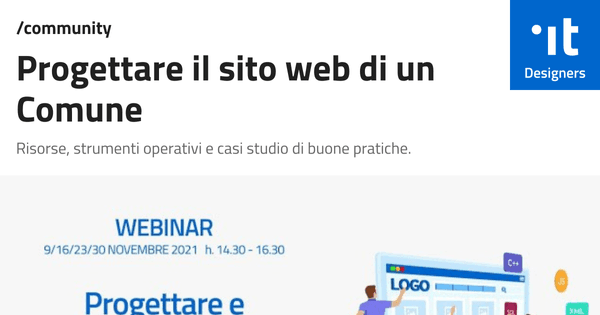 /community
Progettare il sito web di un
Comune
Risorse, strumenti operativi e casi studio di buone pratiche.
it
Designers
WEBINAR
9/16/23/30 NOVEMBRE 2021 h. 14.30 - 16.30
Progettare e
LOGO
C++
XML